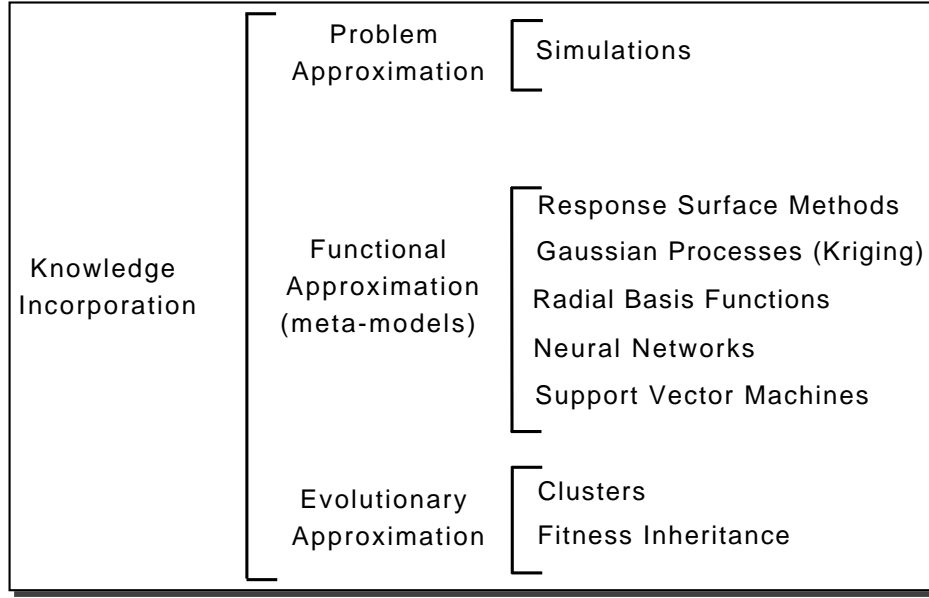 Knowledge
Incorporation
Problem
Approximation
Simulations
Functional
Approximation
(meta-models)
Response Surface Methods
Gaussian Processes (Kriging)
Radial Basis Functions
Neural Networks
Support Vector Machines
Evolutionary
Approximation
Clusters
Fitness Inheritance